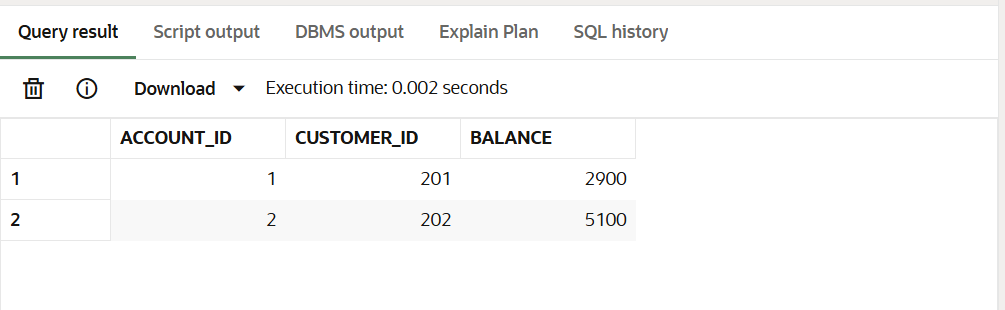 Query result Script output DBMS output Explain Plan SQL history
Download Execution time: 0.002 seconds
ACCOUNT_ID CUSTOMER_ID BALANCE
1 1 201 2900
2 2 202 5100